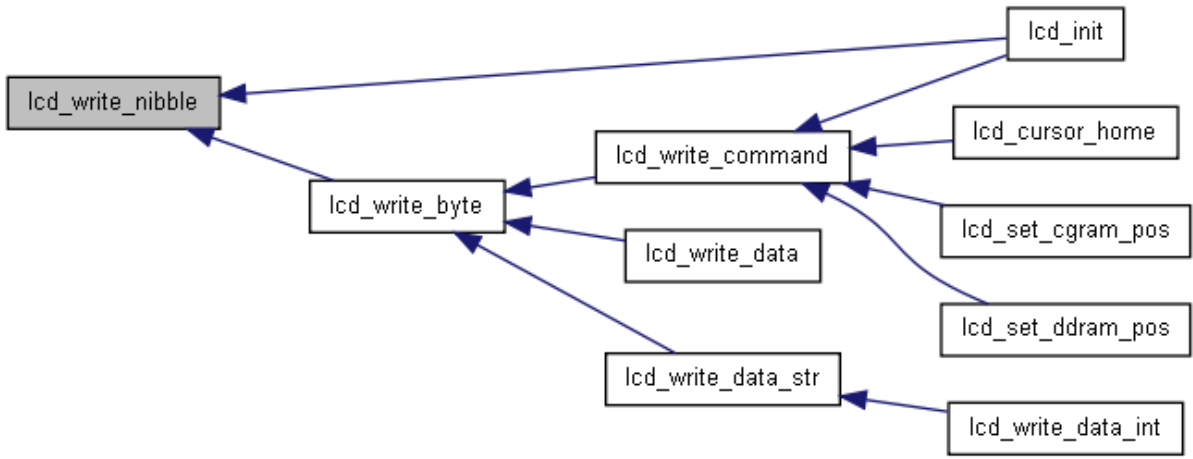 lcd_init
lcd_write_nibble
lcd_cursor_home
lcd_write_command
lcd_write_byte
lcd_set_cgram_pos
lcd_write_data
lcd_set_ddram_pos
lcd_write_data_str
lcd_write_data_int